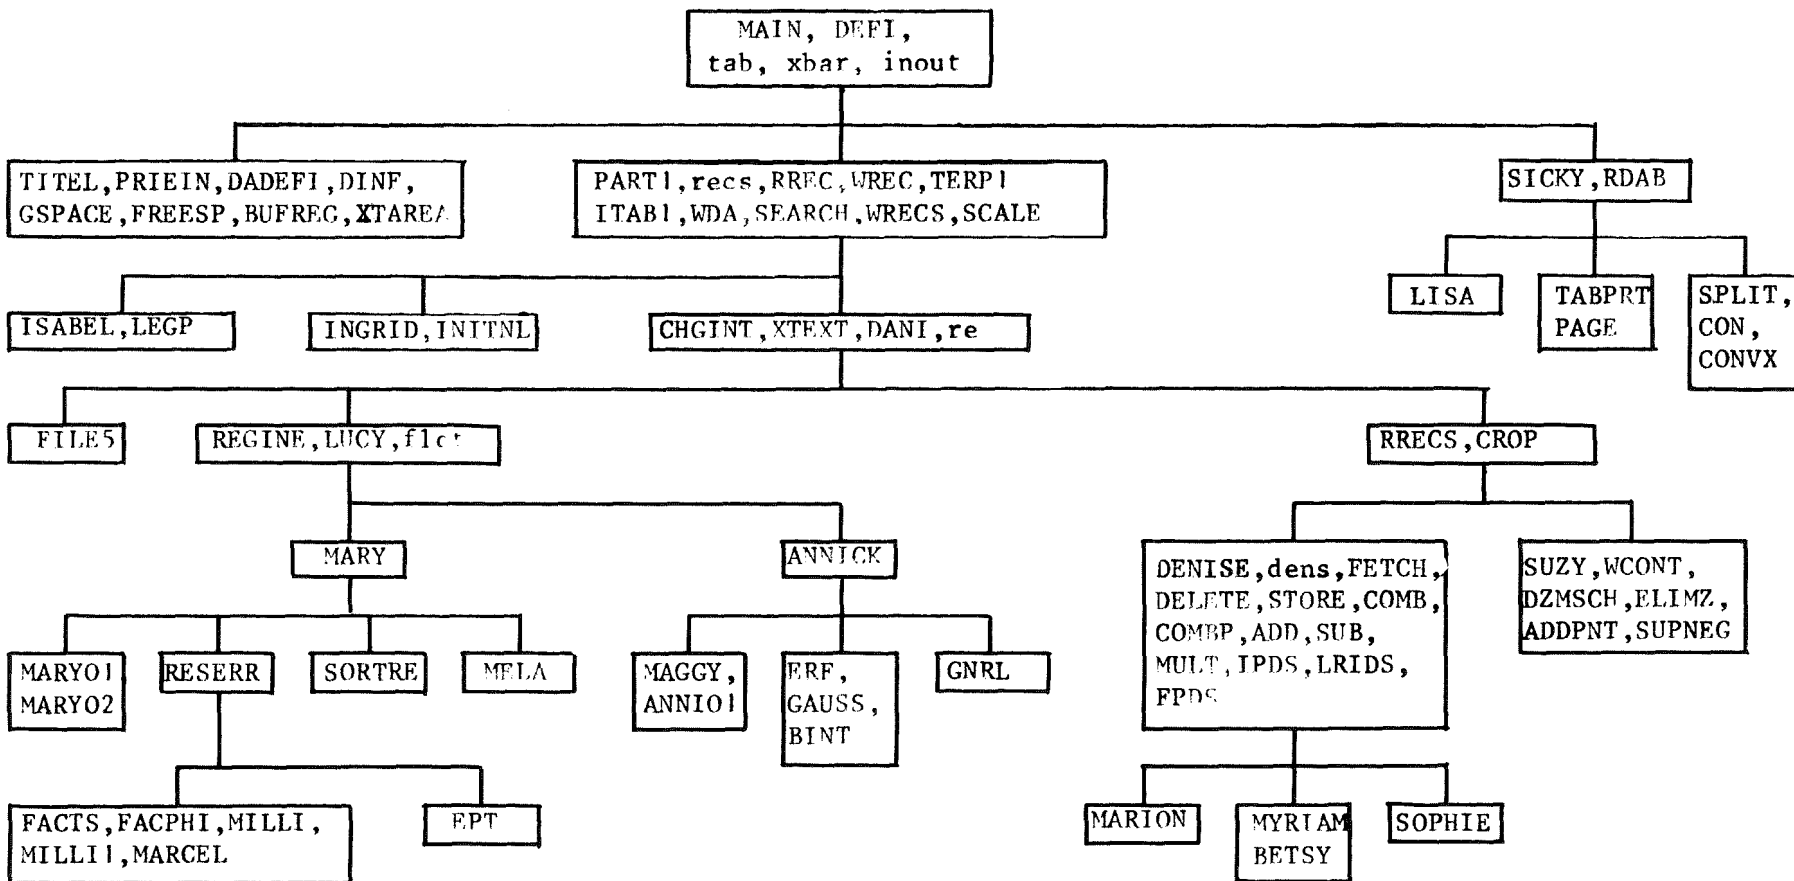 MAIN, DEFI,
tab, xbar, inout
TITEL,PRIEIN,DADEFI,DINF,
GSPACE,FREESP,BUFREG,XTAREA
PART1,recs,RREC,WREC,TERP1
ITAB1,WDA,SEARCH,WRECS,SCALE
SICKY,RDAB
LISA
TABPRT
PAGE
SPLIT,
CON,
CONVX
ISABEL,LEGP
INGRID,INITNL
CHGINT,XTEXT,DANI,re
FILE5
REGINE,LUCY,flot
RRECS,CROP
MARY
ANNICK
DENISE,dens,FETCH,
DELETE,STORE,COMB,
COMBP,ADD,SUB,
MULT,IPDS,LRIDS,
FPDS
SUZY,WCONT,
DZMSCH,ELIMZ,
ADDPNT,SUPNEG
MARY01
MARY02
RESERR
SORTRE
MELA
MAGGY,
ANNI01
ERF,
GAUSS,
BINT
GNRL
FACTS,FACPHI,MILLI,
MILLI1,MARCEL
EPT
MARION
MYRIAM
BETSY
SOPHIE